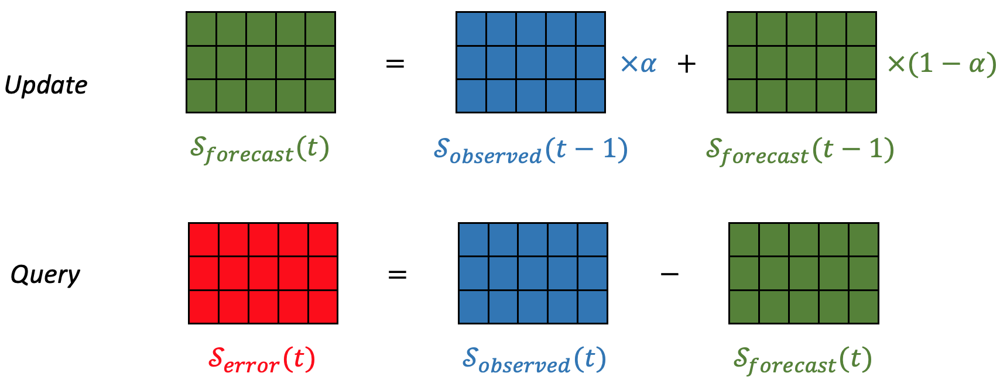 Update = ×α + ×(1 − α)
𝒮forecast(t) 𝒮observed(t − 1) 𝒮forecast(t − 1)
Query = −
𝒮error(t) 𝒮observed(t) 𝒮forecast(t)